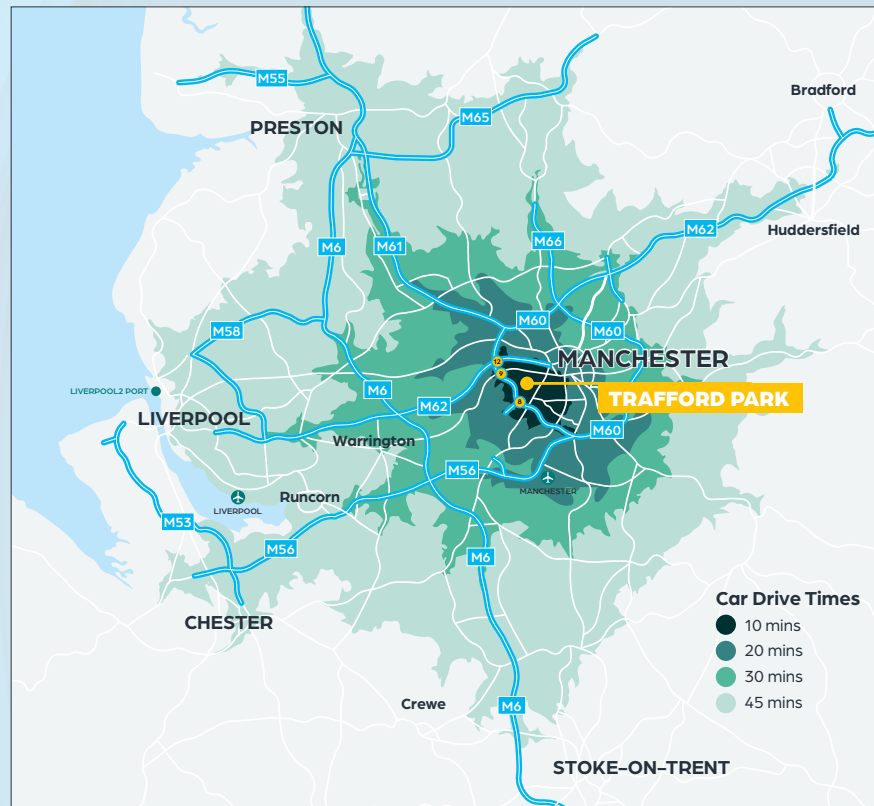 M55
Bradford
PRESTON
M65
M62
Huddersfield
M6
M61
M66
M60
M58
M60
12
MANCHESTER
9
LIVERPOOL2 PORT
M6
TRAFFORD PARK
8
M62
LIVERPOOL
M60
Warrington
M56
MANCHESTER
Runcorn
LIVERPOOL
M53
M56
M6
CHESTER
Car Drive Times
10 mins
20 mins
30 mins
45 mins
Crewe
M6
STOKE-ON-TRENT